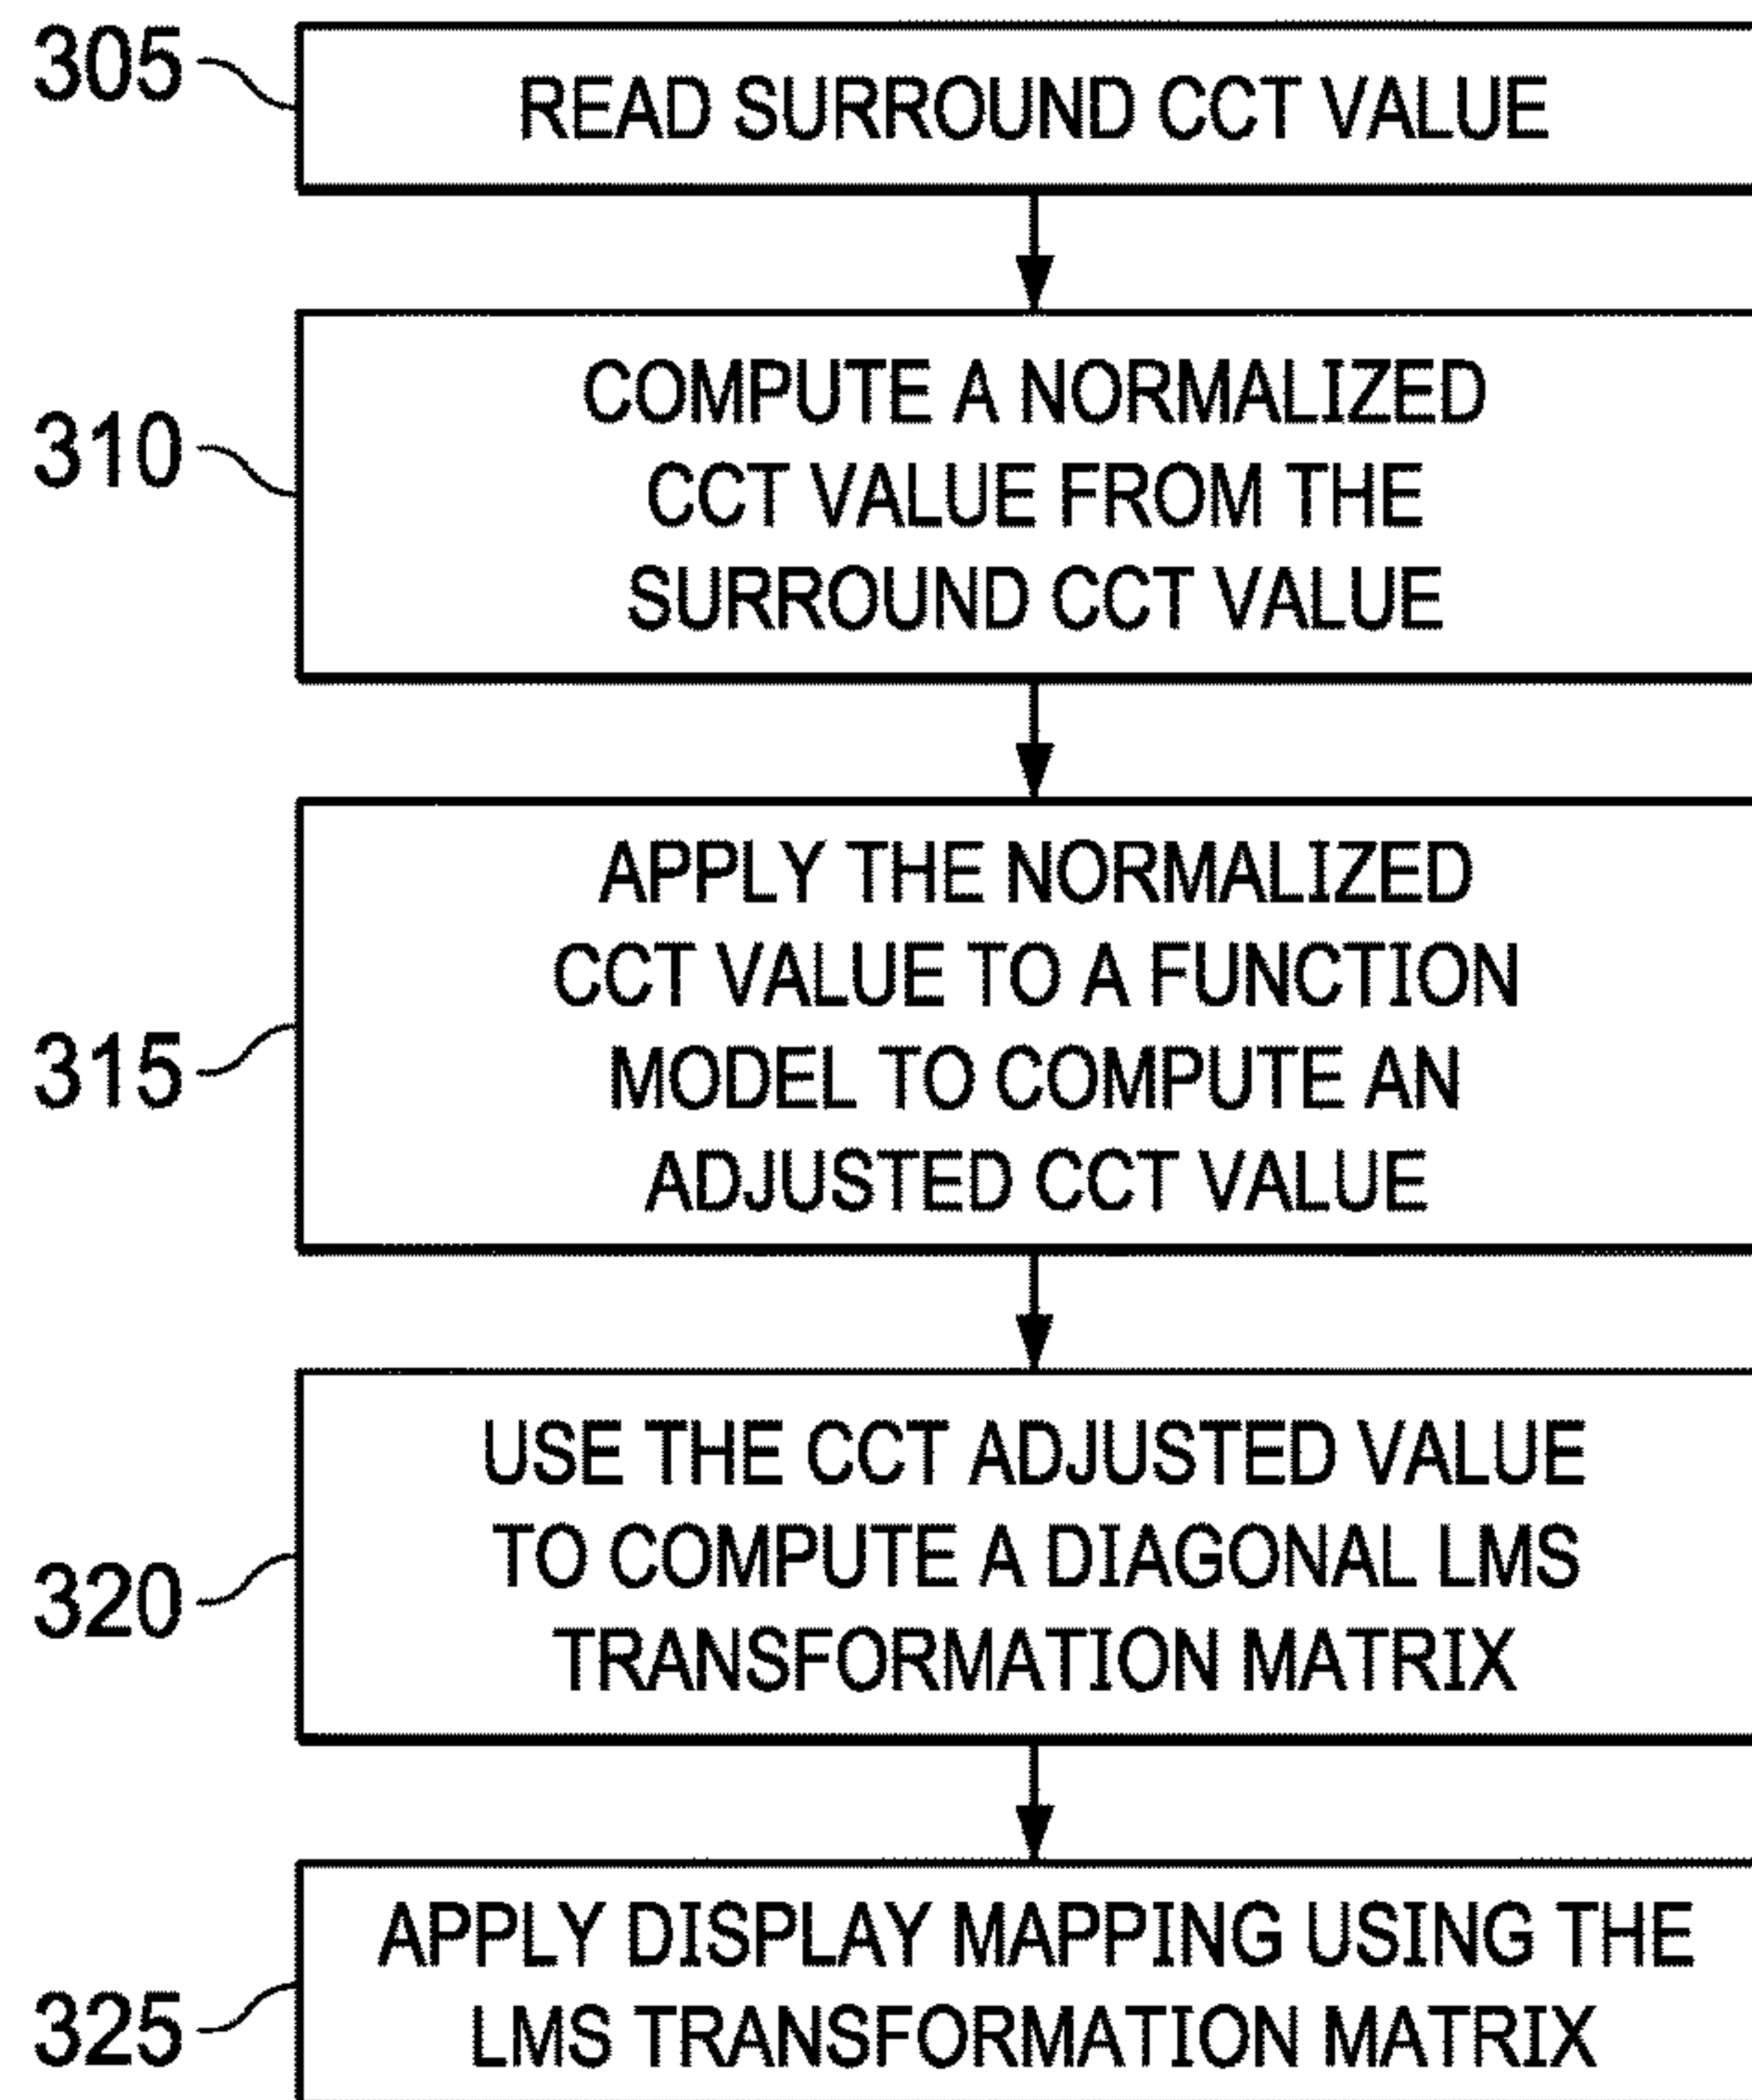 305
READ SURROUND CCT VALUE
310
COMPUTE A NORMALIZED
CCT VALUE FROM THE
SURROUND CCT VALUE
315
APPLY THE NORMALIZED
CCT VALUE TO A FUNCTION
MODEL TO COMPUTE AN
ADJUSTED CCT VALUE
320
USE THE CCT ADJUSTED VALUE
TO COMPUTE A DIAGONAL LMS
TRANSFORMATION MATRIX
325
APPLY DISPLAY MAPPING USING THE
LMS TRANSFORMATION MATRIX